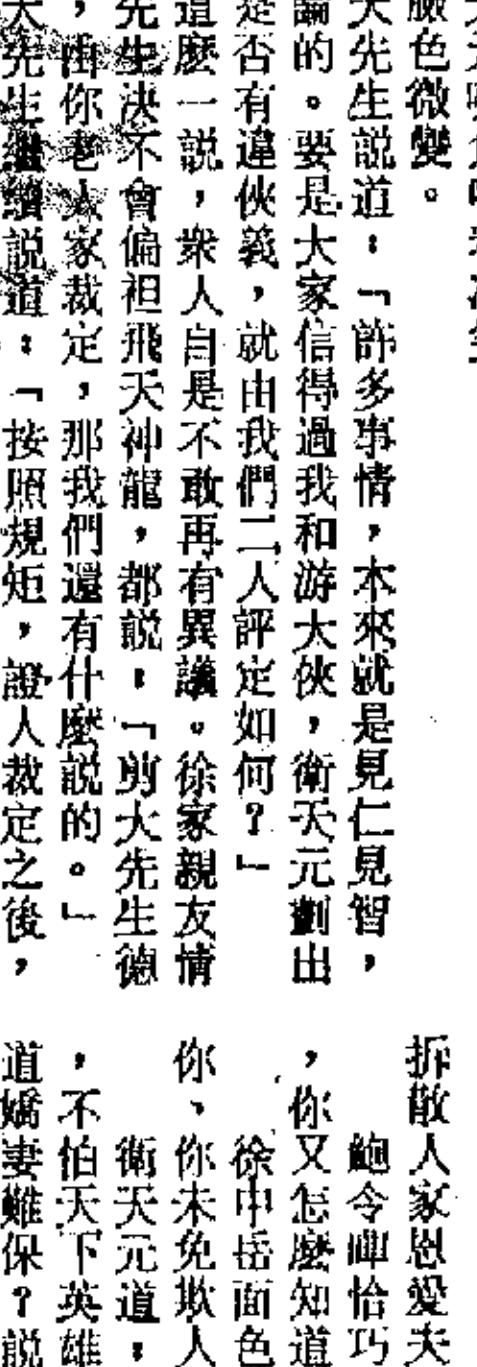 臉色微變。
大先生説道：「許多事情，本來就是見仁見智，
論的。要是大家信得過我和游大俠，衛天元劃出
是否有違俠義，就由我們二人評定如何？」
這麼一説，衆人自是不敢再有異議。徐家親友情
先生決不會偏袒飛天神龍，都説：「剪大先生德
，由你老人家裁定，那我們還有什麼説的。」
大先生繼續説道：「按照規矩，證人裁定之後，
拆散人家恩愛夫
鮑令暉恰巧
，你又怎麼知道
徐中岳面色
你、你未免欺人
衛天元道：
，不怕天下英雄
道嬌妻難保？説